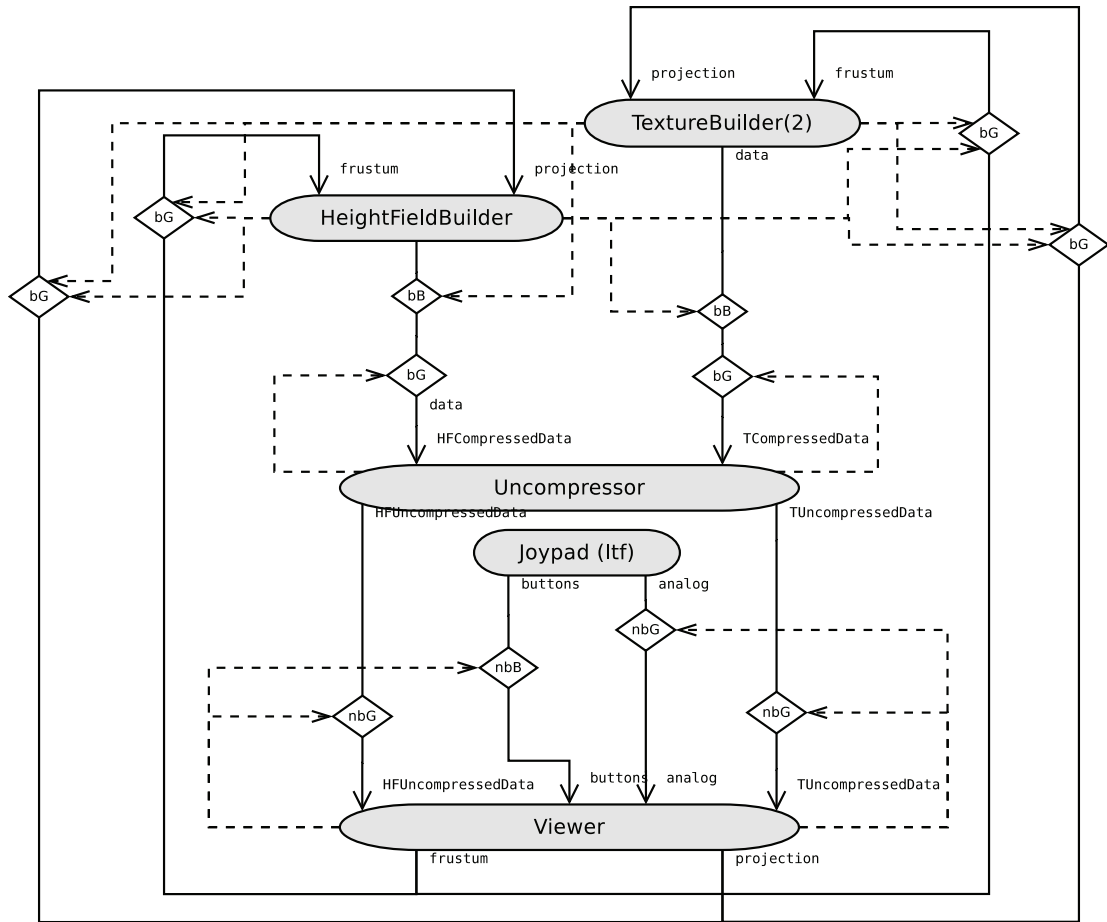 projection
frustum
TextureBuilder(2)
bG
data
frustum
projection
bG
HeightFieldBuilder
bG
bG
bB
bB
bG
bG
data
HFCompressedData
TCompressedData
Uncompressor
HFUncompressedData
TUncompressedData
Joypad (ltf)
buttons
analog
nbG
nbB
nbG
nbG
buttons
analog
HFUncompressedData
TUncompressedData
Viewer
frustum
projection